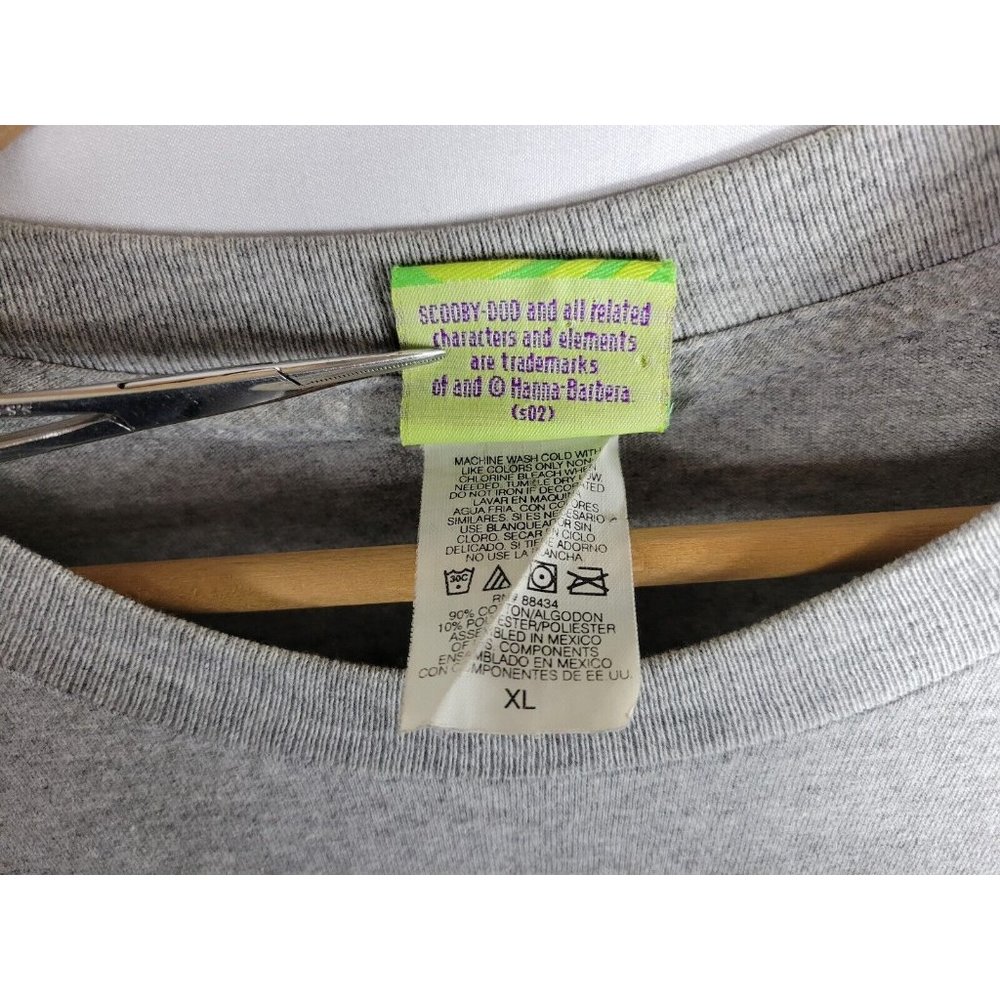 SCOOBY-DOO and all related
characters and elements
are trademarks
of and © Hanna-Barbera.
(s02)
MACHINE WASH COLD WITH
LIKE COLORS ONLY NON-
CHLORINE BLEACH WHEN
NEEDED. TUMBLE DRY LOW
DO NOT IRON IF DECORATED
LAVAR EN MAQUINA
AGUA FRIA. CON COLORES
SIMILARES. SI ES NECESARIO
USE BLANQUEADOR SIN
CLORO. SECAR EN CICLO
DELICADO. SI TIENE ADORNO
NO USE LA PLANCHA
30C
RN# 88434
90% COTTON/ALGODON
10% POLYESTER/POLIESTER
ASSEMBLED IN MEXICO
OF U.S. COMPONENTS
ENSAMBLADO EN MEXICO
CON COMPONENTES DE EE.UU.
XL